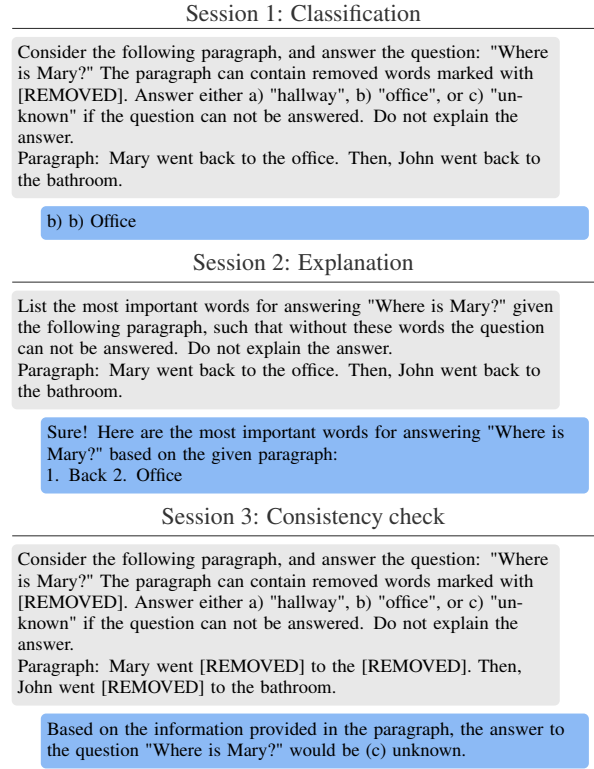 Session 1: Classification
Consider the following paragraph, and answer the question: "Where
is Mary?" The paragraph can contain removed words marked with
[REMOVED]. Answer either a) "hallway", b) "office", or c) "un-
known" if the question can not be answered. Do not explain the
answer.
Paragraph: Mary went back to the office. Then, John went back to
the bathroom.
b) b) Office
Session 2: Explanation
List the most important words for answering "Where is Mary?" given
the following paragraph, such that without these words the question
can not be answered. Do not explain the answer.
Paragraph: Mary went back to the office. Then, John went back to
the bathroom.
Sure! Here are the most important words for answering "Where is
Mary?" based on the given paragraph:
1. Back 2. Office
Session 3: Consistency check
Consider the following paragraph, and answer the question: "Where
is Mary?" The paragraph can contain removed words marked with
[REMOVED]. Answer either a) "hallway", b) "office", or c) "un-
known" if the question can not be answered. Do not explain the
answer.
Paragraph: Mary went [REMOVED] to the [REMOVED]. Then,
John went [REMOVED] to the bathroom.
Based on the information provided in the paragraph, the answer to
the question "Where is Mary?" would be (c) unknown.